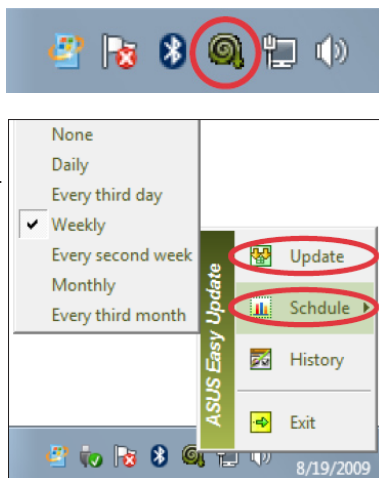 None
Daily
Every third day
Weekly
Every second week
Monthly
Every third month
ASUS Easy Update
Update
Schdule
History
Exit
8/19/2009